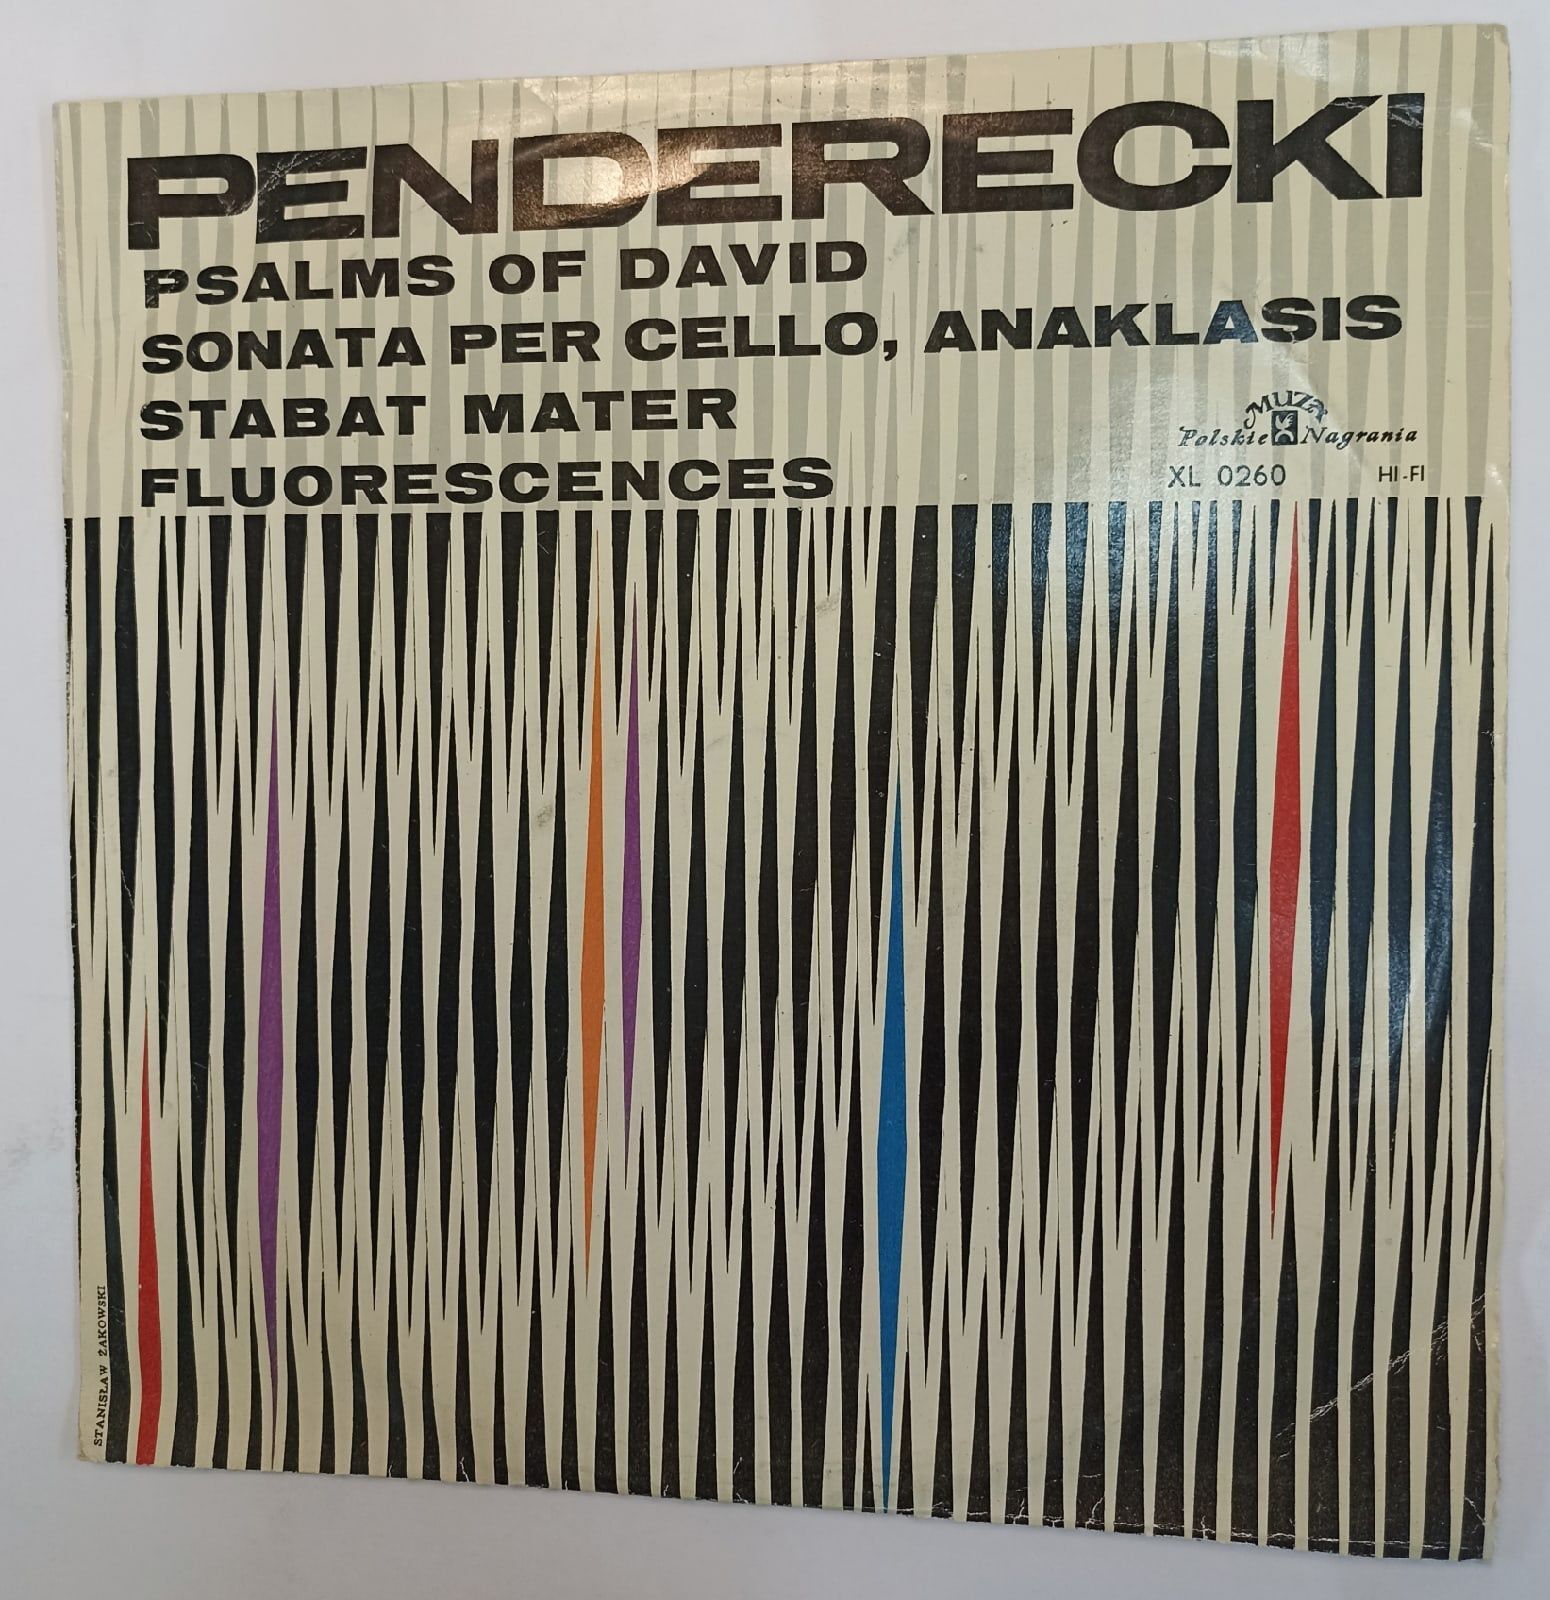 PENDERECKI
PSALMS OF DAVID
SONATA PER CELLO, ANAKLASIS
STABAT MATER
FLUORESCENCES
MUZA
Polskie Nagrania
XL 0260 HI-FI
STANISŁAW ŻAKOWSKI